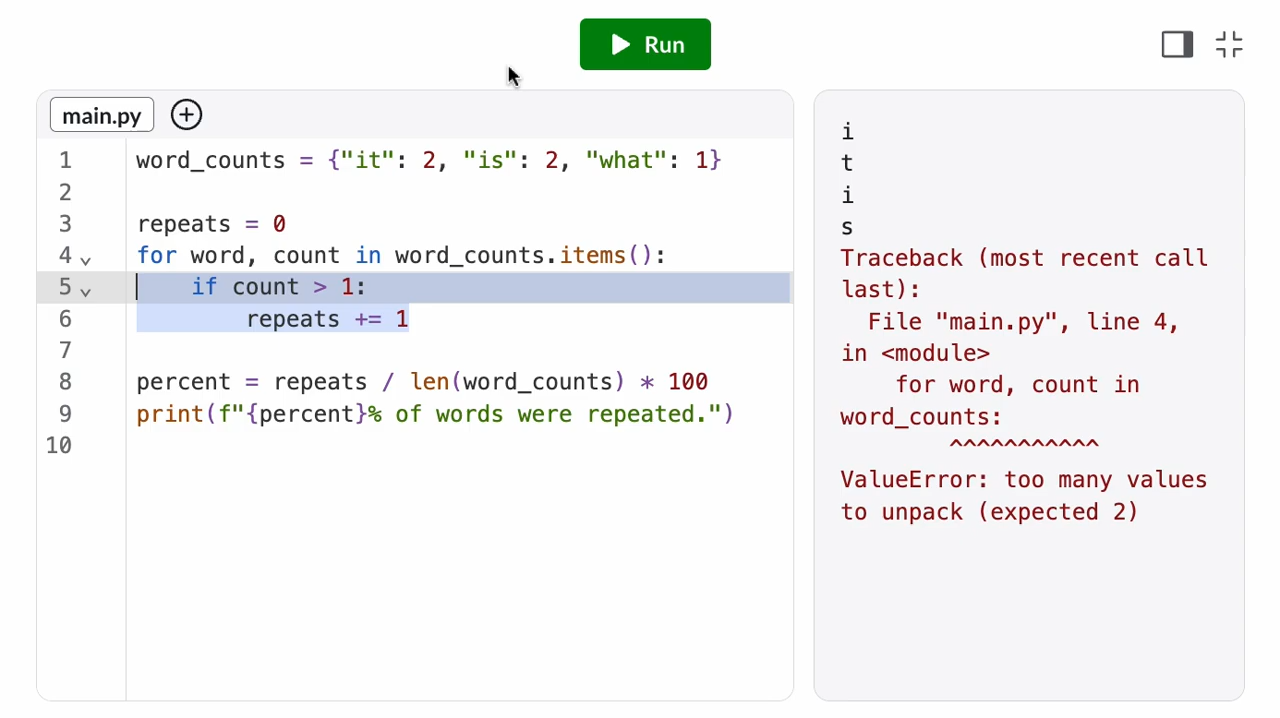 Run
main.py
1 word_counts = {"it": 2, "is": 2, "what": 1}
2
3 repeats = 0
4 for word, count in word_counts.items():
5     if count > 1:
6         repeats += 1
7
8 percent = repeats / len(word_counts) * 100
9 print(f"{percent}% of words were repeated.")
10
i
t
i
s
Traceback (most recent call
last):
  File "main.py", line 4,
in <module>
    for word, count in
word_counts:
        ^^^^^^^^^^^
ValueError: too many values
to unpack (expected 2)